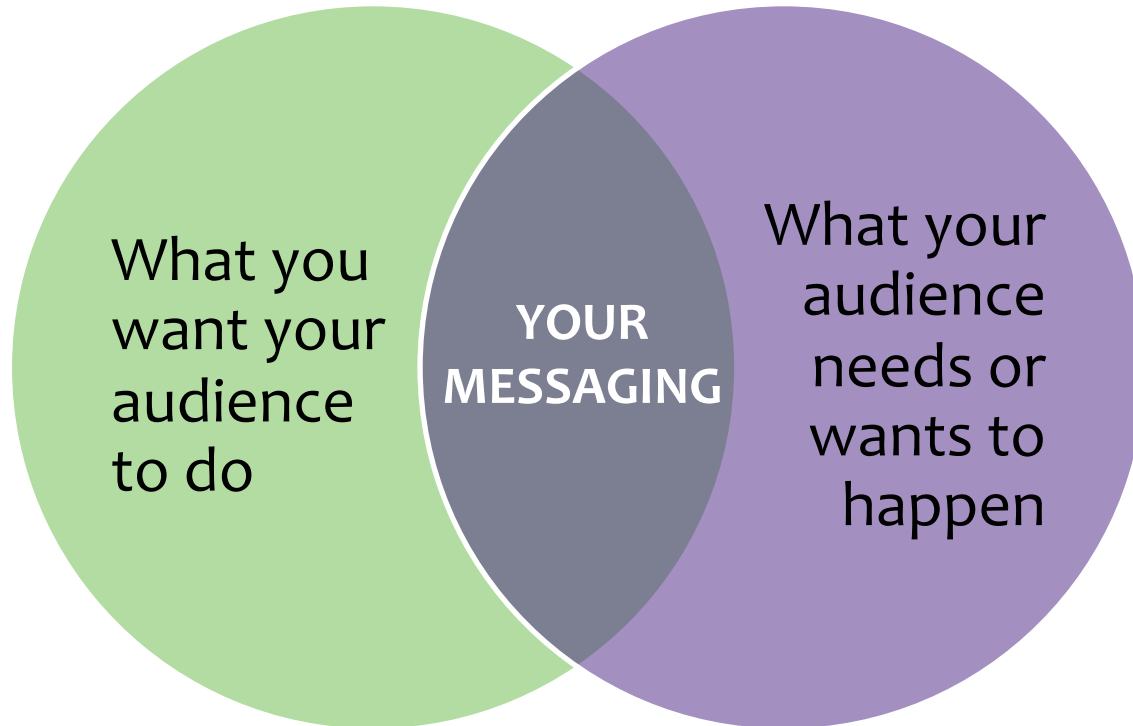 What you
want your
audience
to do
YOUR
MESSAGING
What your
audience
needs or
wants to
happen